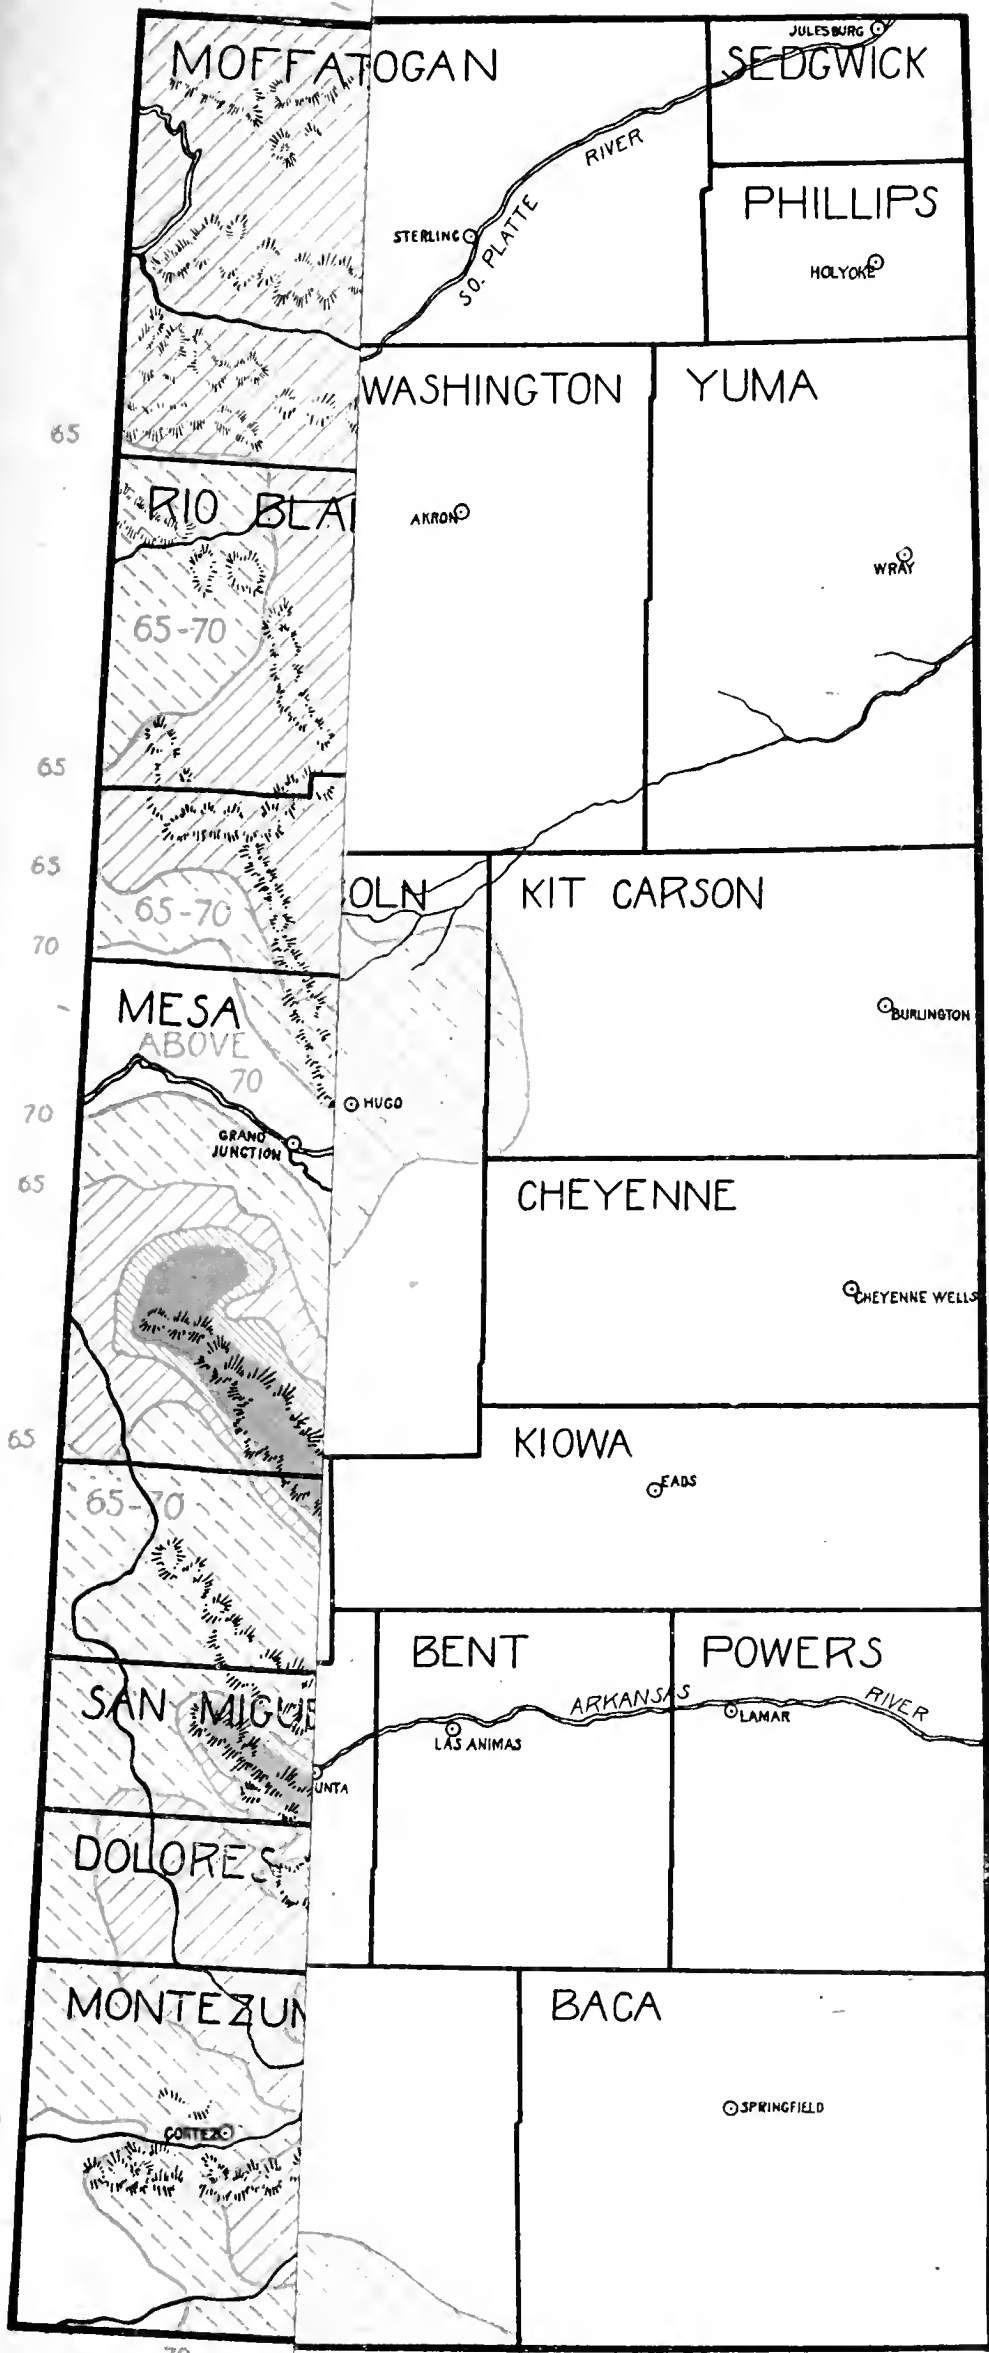 JULESBURG
MOFFATOGAN
SEDGWICK
RIVER
PHILLIPS
STERLING
SO. PLATTE
HOLYOKE
WASHINGTON
YUMA
65
RIO BLA
AKRON
WRAY
65-70
65
65
OLN
KIT CARSON
65-70
70
MESA
BURLINGTON
ABOVE
70
70
HUGO
GRAND
JUNCTION
65
CHEYENNE
CHEYENNE WELLS
65
KIOWA
65-70
EADS
BENT
POWERS
SAN MIGUE
ARKANSAS
RIVER
LAMAR
LAS ANIMAS
UNTA
DOLORES
MONTEZUM
BACA
SPRINGFIELD
CORTEZ
70